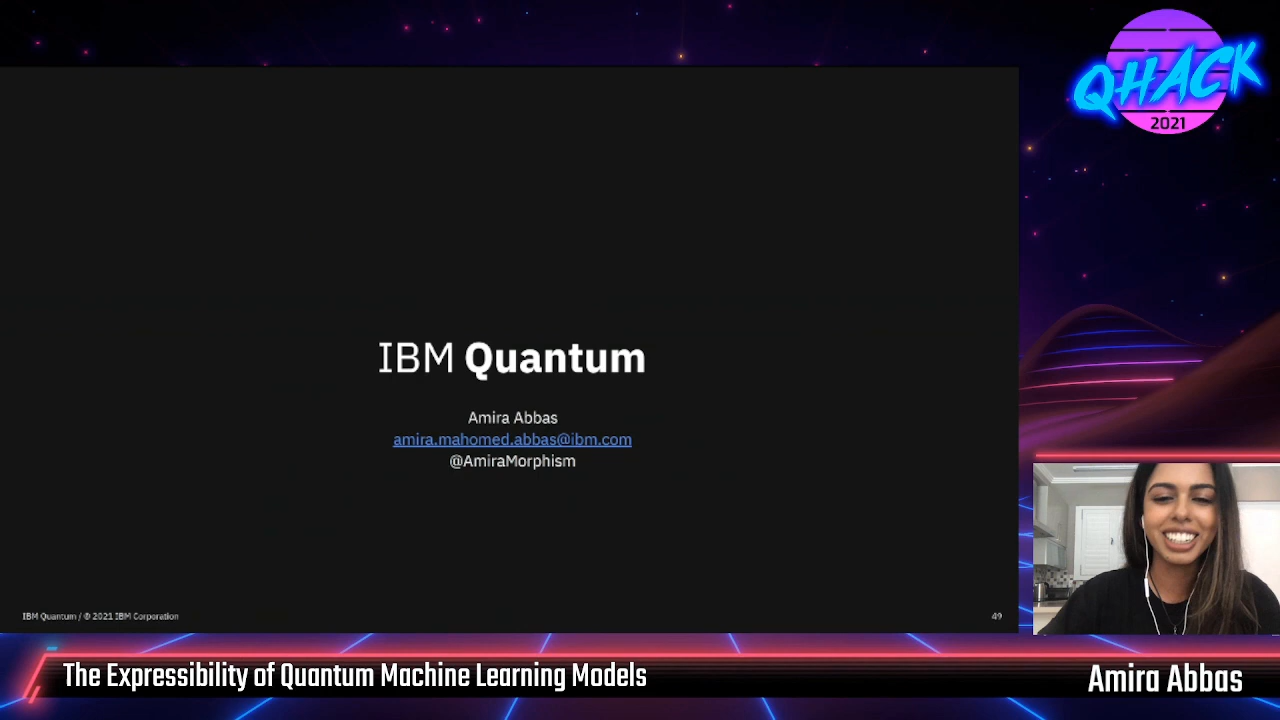 QHACK
2021
IBM Quantum
Amira Abbas
amira.mahomed.abbas@ibm.com
@AmiraMorphism
IBM Quantum / © 2021 IBM Corporation
49
The Expressibility of Quantum Machine Learning Models
Amira Abbas